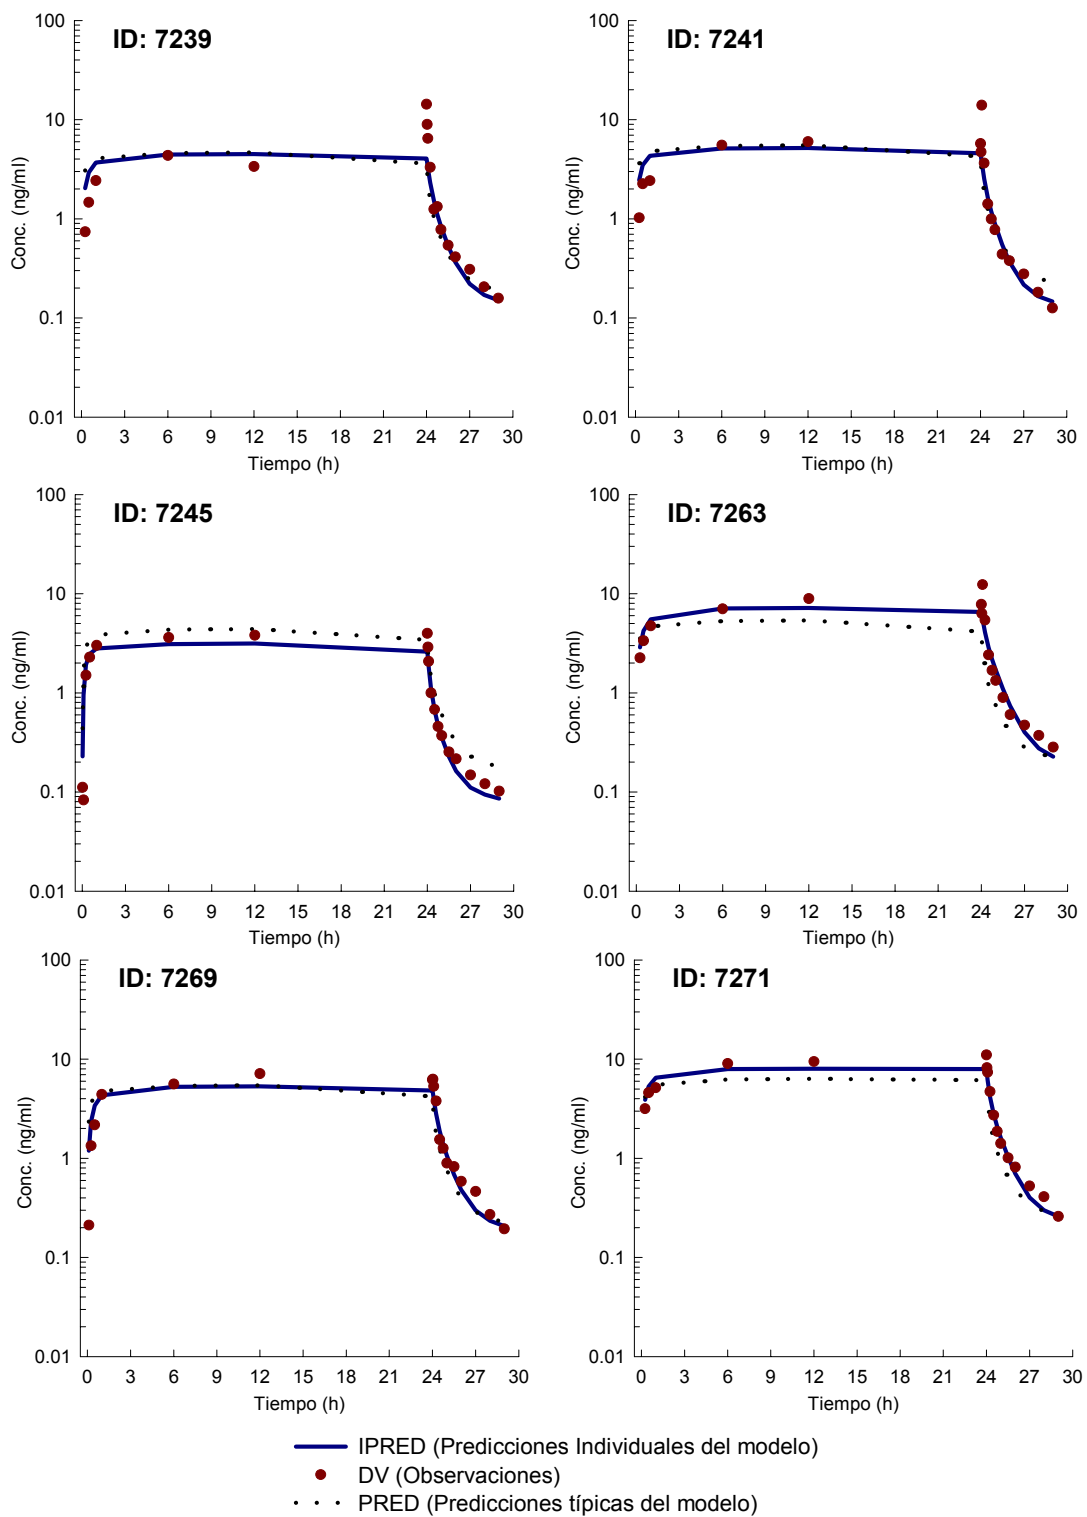 ID: 7239
100
10
1
0.1
0.01
Conc. (ng/ml)
0 3 6 9 12 15 18 21 24 27 30
Tiempo (h)
ID: 7241
100
10
1
0.1
0.01
Conc. (ng/ml)
0 3 6 9 12 15 18 21 24 27 30
Tiempo (h)
ID: 7245
100
10
1
0.1
0.01
Conc. (ng/ml)
0 3 6 9 12 15 18 21 24 27 30
Tiempo (h)
ID: 7263
100
10
1
0.1
0.01
Conc. (ng/ml)
0 3 6 9 12 15 18 21 24 27 30
Tiempo (h)
ID: 7269
100
10
1
0.1
0.01
Conc. (ng/ml)
0 3 6 9 12 15 18 21 24 27 30
Tiempo (h)
ID: 7271
100
10
1
0.1
0.01
Conc. (ng/ml)
0 3 6 9 12 15 18 21 24 27 30
Tiempo (h)
IPRED (Predicciones Individuales del modelo)
DV (Observaciones)
PRED (Predicciones típicas del modelo)